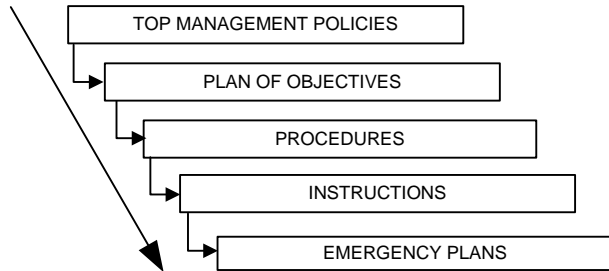 TOP MANAGEMENT POLICIES
PLAN OF OBJECTIVES
PROCEDURES
INSTRUCTIONS
EMERGENCY PLANS